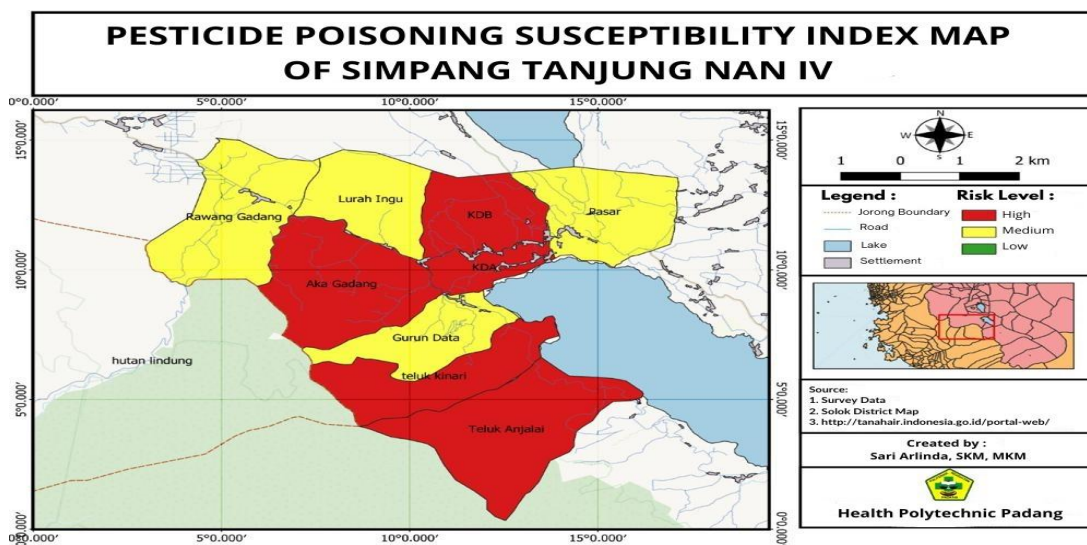 PESTICIDE POISONING SUSCEPTIBILITY INDEX MAP
OF SIMPANG TANJUNG NAN IV
0°0.000’ 5°0.000’ 10°0.000’ 15°0.000’
15°0.000’
10°0.000’
5°0.000’
0°0.000’
Rawang Gadang
Lurah Ingu
KDB
Pasar
KDA
Aka Gadang
Gurun Data
hutan lindung
teluk kinari
Teluk Anjalai
15°0.000’
10°0.000’
5°0.000’
0°0.000’
0°0.000’ 5°0.000’ 10°0.000’ 15°0.000’
N
W E
S
1 0 1 2 km
Legend :
Jorong Boundary
Road
Lake
Settlement
Risk Level :
High
Medium
Low
Source:
1. Survey Data
2. Solok District Map
3. http://tanahair.indonesia.go.id/portal-web/
Created by :
Sari Arlinda, SKM, MKM
Health Polytechnic Padang